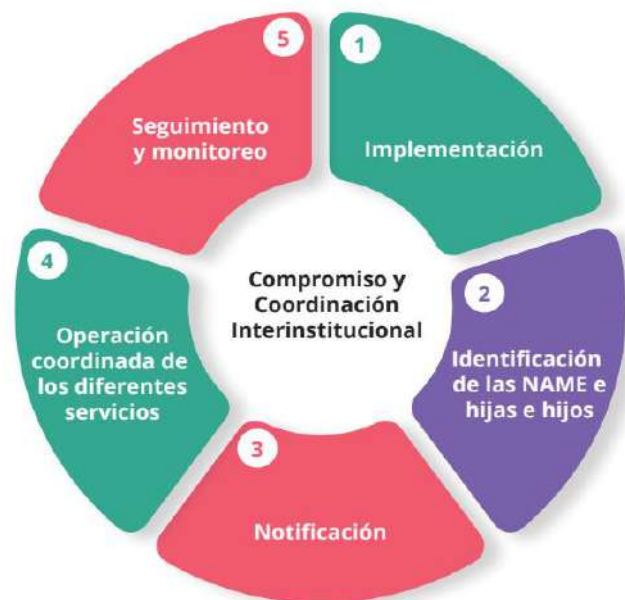 1
Implementación
2
Identificación
de las NAME e
hijas e hijos
3
Notificación
4
Operación
coordinada de
los diferentes
servicios
5
Seguimiento
y monitoreo
Compromiso y
Coordinación
Interinstitucional